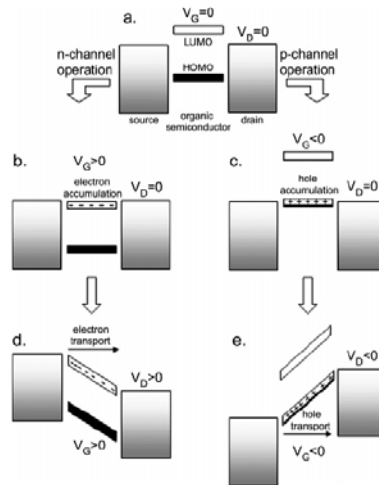 a.
V_G=0
LUMO
V_D=0
n-channel
operation
HOMO
p-channel
operation
source
organic
semiconductor
drain
b.
V_G>0
electron
accumulation
V_D=0
c.
V_G<0
hole
accumulation
V_D=0
d.
electron
transport
V_D>0
V_G>0
e.
V_D<0
hole
transport
V_G<0